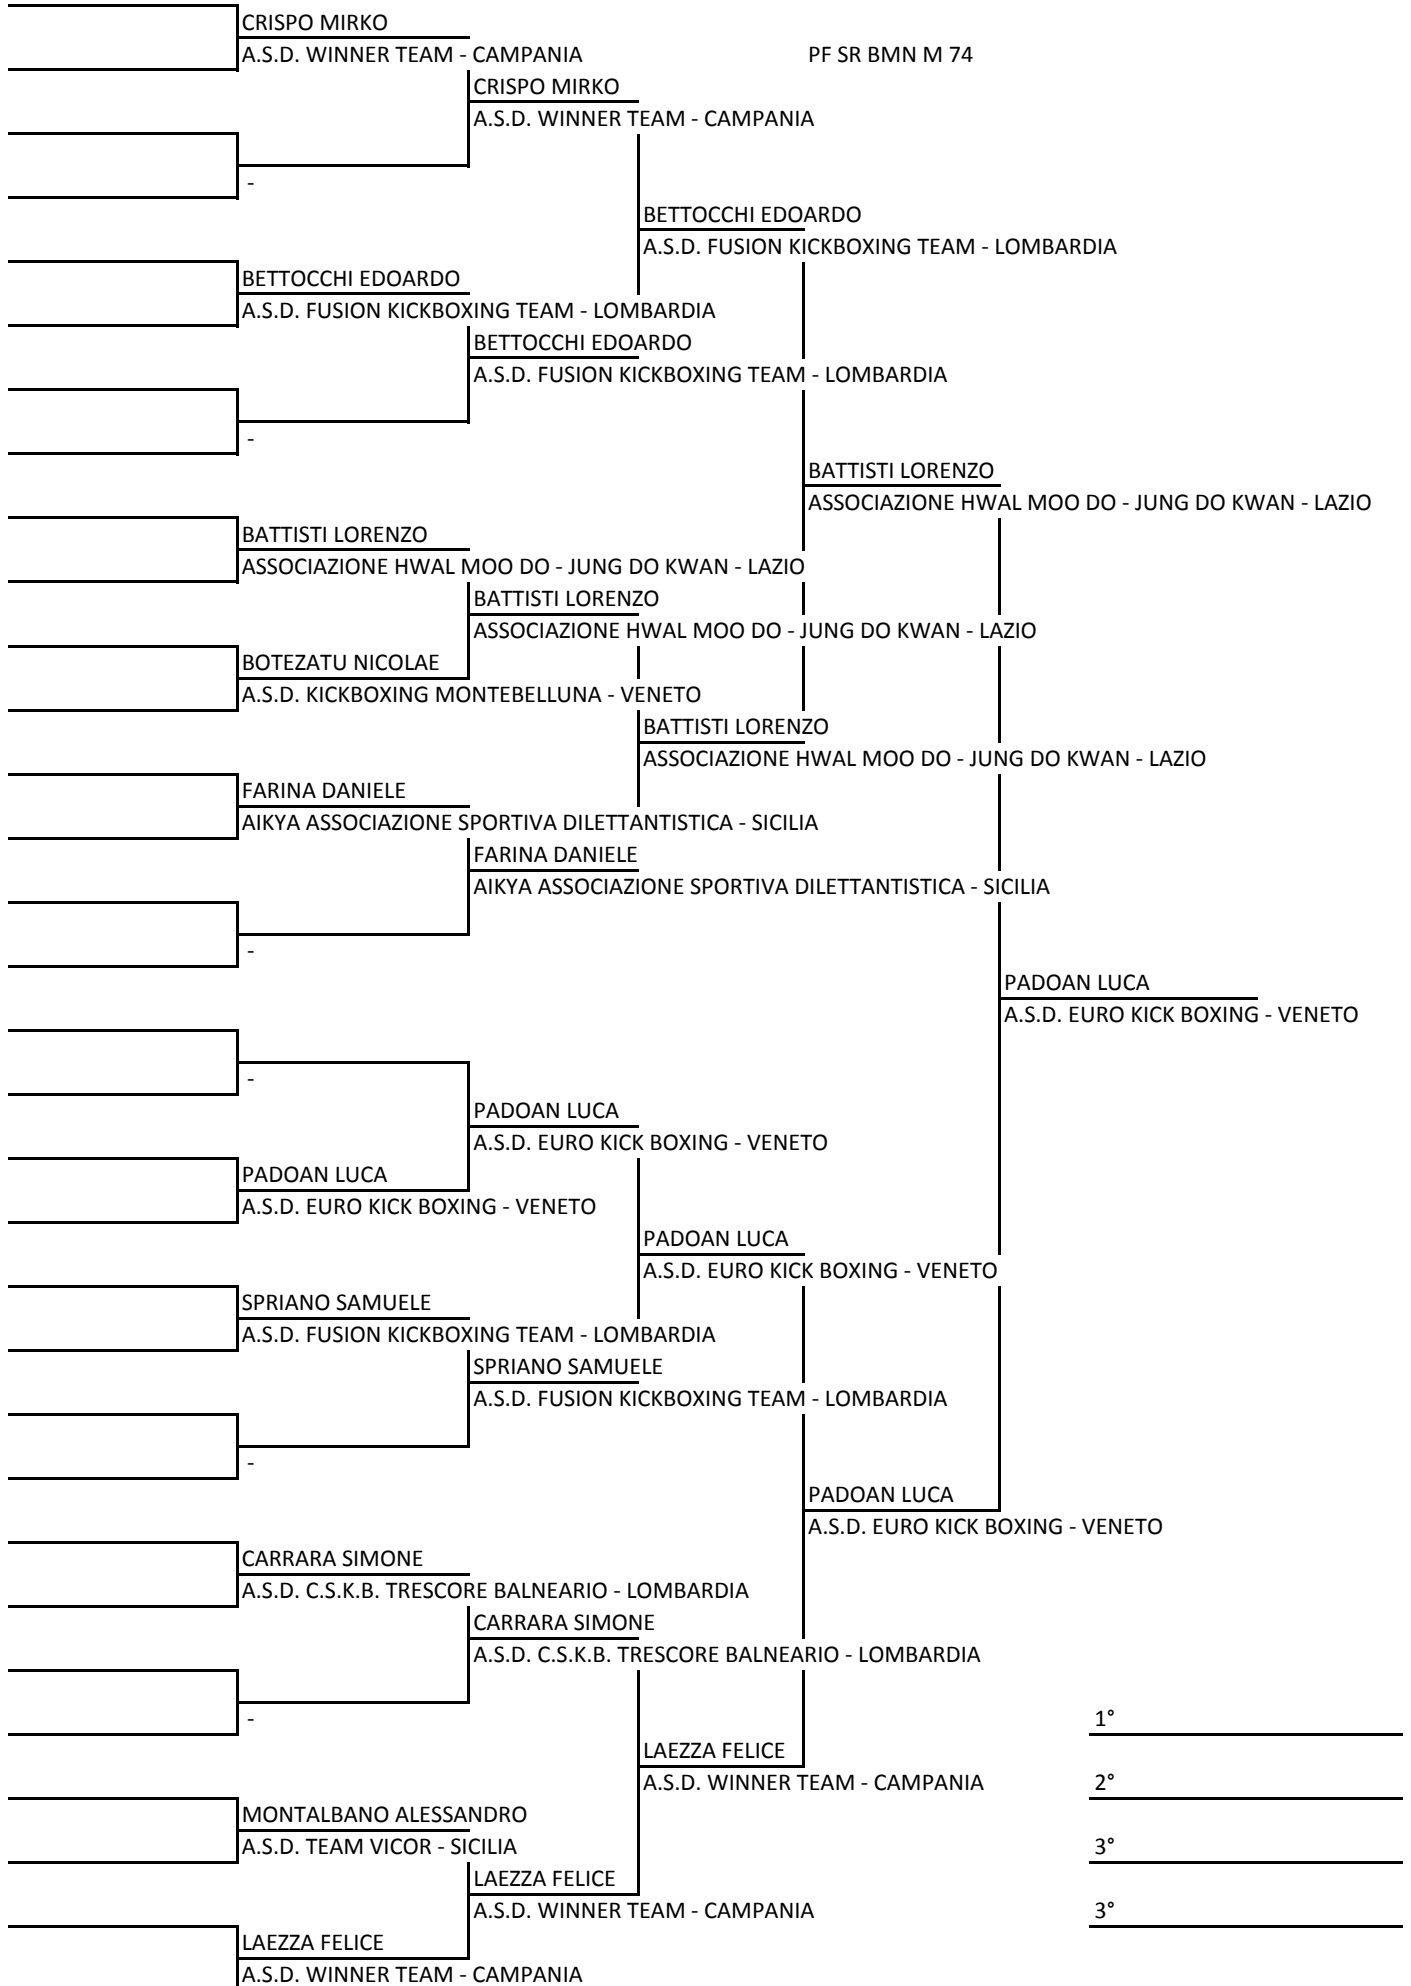 CRISPO MIRKO
A.S.D. WINNER TEAM - CAMPANIA
PF SR BMN M 74
CRISPO MIRKO
A.S.D. WINNER TEAM - CAMPANIA
-
BETTOCCHI EDOARDO
A.S.D. FUSION KICKBOXING TEAM - LOMBARDIA
BETTOCCHI EDOARDO
A.S.D. FUSION KICKBOXING TEAM - LOMBARDIA
BETTOCCHI EDOARDO
A.S.D. FUSION KICKBOXING TEAM - LOMBARDIA
-
BATTISTI LORENZO
ASSOCIAZIONE HWAL MOO DO - JUNG DO KWAN - LAZIO
BATTISTI LORENZO
ASSOCIAZIONE HWAL MOO DO - JUNG DO KWAN - LAZIO
BATTISTI LORENZO
ASSOCIAZIONE HWAL MOO DO - JUNG DO KWAN - LAZIO
BOTEZATU NICOLAE
A.S.D. KICKBOXING MONTEBELLUNA - VENETO
BATTISTI LORENZO
ASSOCIAZIONE HWAL MOO DO - JUNG DO KWAN - LAZIO
FARINA DANIELE
AIKYA ASSOCIAZIONE SPORTIVA DILETTANTISTICA - SICILIA
FARINA DANIELE
AIKYA ASSOCIAZIONE SPORTIVA DILETTANTISTICA - SICILIA
-
PADOAN LUCA
A.S.D. EURO KICK BOXING - VENETO
-
PADOAN LUCA
A.S.D. EURO KICK BOXING - VENETO
PADOAN LUCA
A.S.D. EURO KICK BOXING - VENETO
PADOAN LUCA
A.S.D. EURO KICK BOXING - VENETO
SPRIANO SAMUELE
A.S.D. FUSION KICKBOXING TEAM - LOMBARDIA
SPRIANO SAMUELE
A.S.D. FUSION KICKBOXING TEAM - LOMBARDIA
-
PADOAN LUCA
A.S.D. EURO KICK BOXING - VENETO
CARRARA SIMONE
A.S.D. C.S.K.B. TRESCORE BALNEARIO - LOMBARDIA
CARRARA SIMONE
A.S.D. C.S.K.B. TRESCORE BALNEARIO - LOMBARDIA
-
1°
LAEZZA FELICE
A.S.D. WINNER TEAM - CAMPANIA
2°
MONTALBANO ALESSANDRO
A.S.D. TEAM VICOR - SICILIA
3°
LAEZZA FELICE
A.S.D. WINNER TEAM - CAMPANIA
3°
LAEZZA FELICE
A.S.D. WINNER TEAM - CAMPANIA